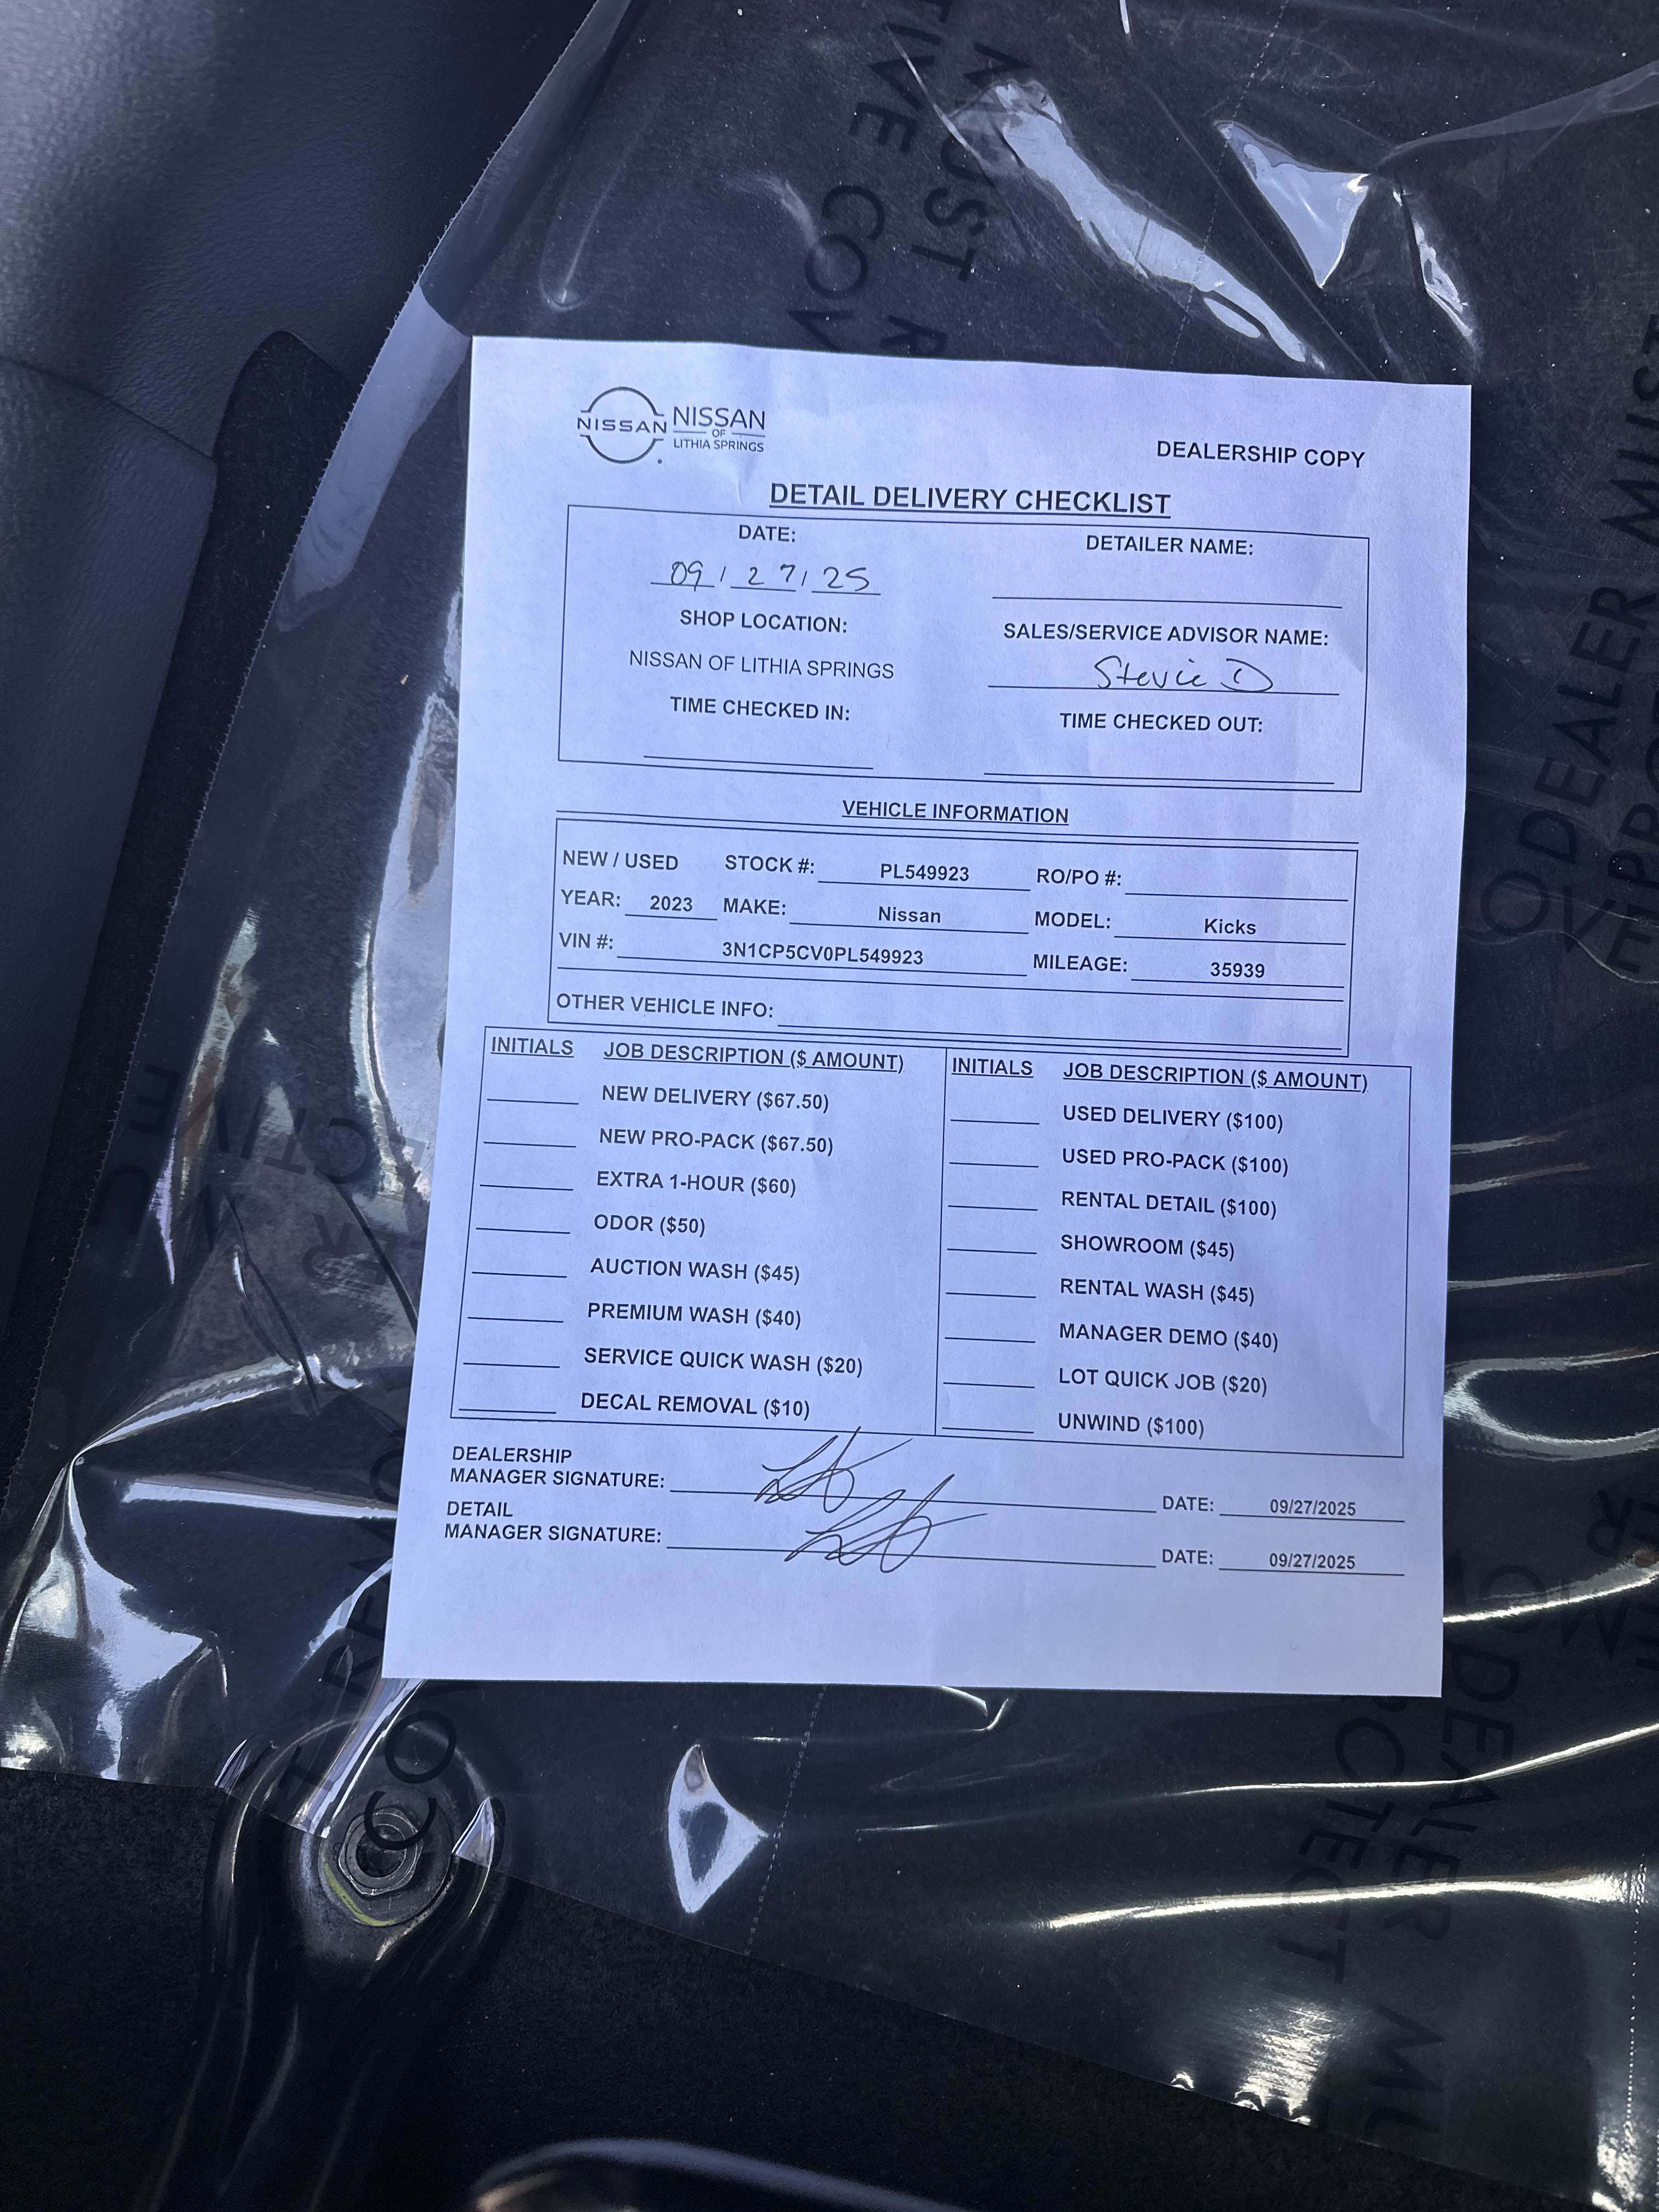 NISSAN
NISSAN
OF
LITHIA SPRINGS
DEALERSHIP COPY
DETAIL DELIVERY CHECKLIST
DATE:
DETAILER NAME:
09 / 27 / 25
SHOP LOCATION:
SALES/SERVICE ADVISOR NAME:
NISSAN OF LITHIA SPRINGS
Stevie D
TIME CHECKED IN:
TIME CHECKED OUT:
VEHICLE INFORMATION
NEW / USED STOCK #: PL549923 RO/PO #:
YEAR: 2023 MAKE: Nissan MODEL: Kicks
VIN #: 3N1CP5CV0PL549923 MILEAGE: 35939
OTHER VEHICLE INFO:
INITIALS JOB DESCRIPTION ($ AMOUNT)
NEW DELIVERY ($67.50)
NEW PRO-PACK ($67.50)
EXTRA 1-HOUR ($60)
ODOR ($50)
AUCTION WASH ($45)
PREMIUM WASH ($40)
SERVICE QUICK WASH ($20)
DECAL REMOVAL ($10)
INITIALS JOB DESCRIPTION ($ AMOUNT)
USED DELIVERY ($100)
USED PRO-PACK ($100)
RENTAL DETAIL ($100)
SHOWROOM ($45)
RENTAL WASH ($45)
MANAGER DEMO ($40)
LOT QUICK JOB ($20)
UNWIND ($100)
DEALERSHIP
MANAGER SIGNATURE: DATE: 09/27/2025
DETAIL
MANAGER SIGNATURE: DATE: 09/27/2025
DEALER MUST
DEALER MU